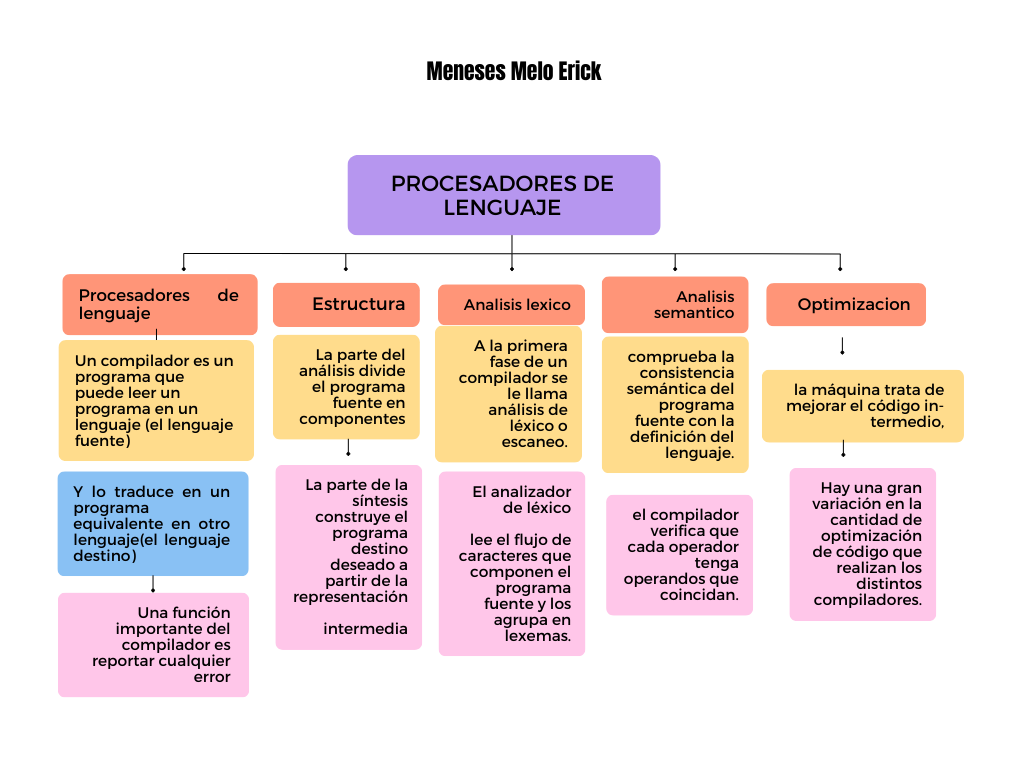 Meneses Melo Erick
PROCESADORES DE
LENGUAJE
Procesadores de
lenguaje
Un compilador es un
programa que
puede leer un
programa en un
lenguaje (el lenguaje
fuente)
Y lo traduce en un
programa
equivalente en otro
lenguaje(el lenguaje
destino)
Una función
importante del
compilador es
reportar cualquier
error
Estructura
La parte del
análisis divide
el programa
fuente en
componentes
La parte de la
síntesis
construye el
programa
destino
deseado a
partir de la
representación
intermedia
Analisis lexico
A la primera
fase de un
compilador se
le llama
análisis de
léxico o
escaneo.
El analizador
de léxico
lee el flujo de
caracteres que
componen el
programa
fuente y los
agrupa en
lexemas.
Analisis
semantico
comprueba la
consistencia
semántica del
programa
fuente con la
definición del
lenguaje.
el compilador
verifica que
cada operador
tenga
operandos que
coincidan.
Optimizacion
la máquina trata de
mejorar el código in-
termedio,
Hay una gran
variación en la
cantidad de
optimización
de código que
realizan los
distintos
compiladores.